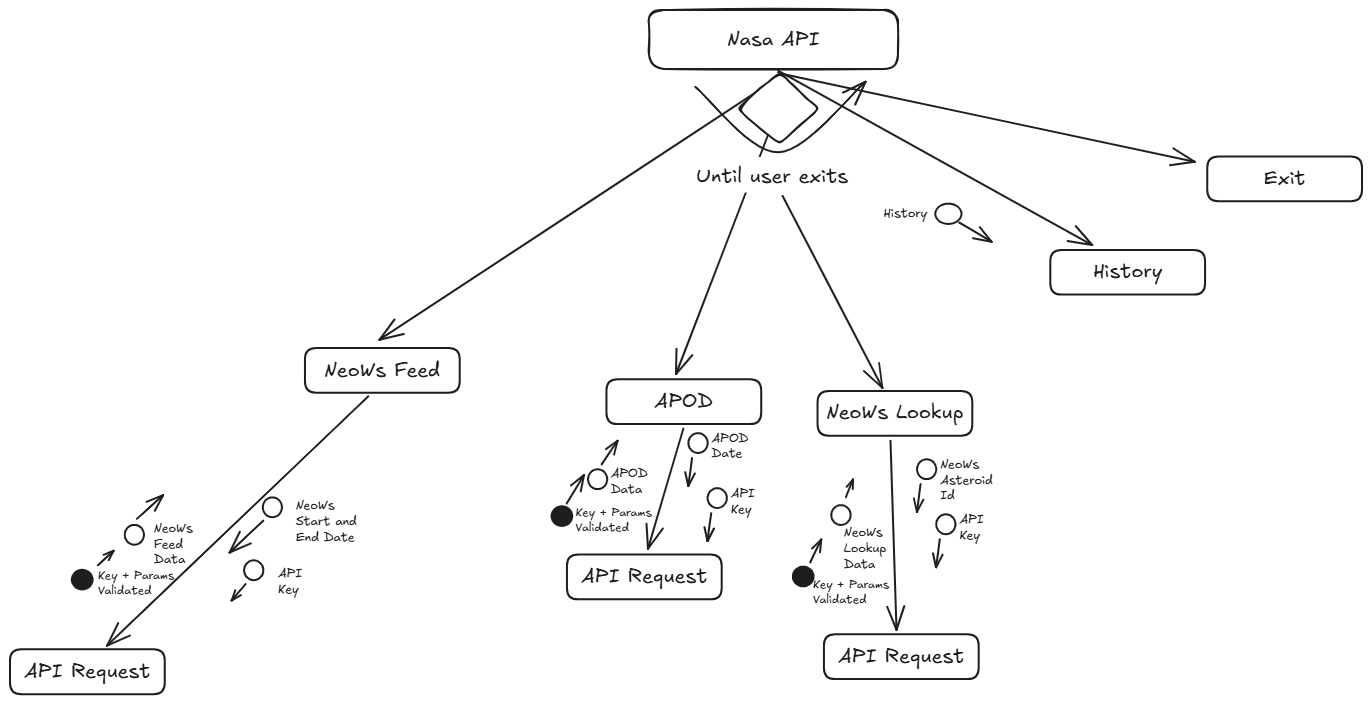 Nasa API
Until user exits
Exit
History
History
NeoWs Feed
APOD
NeoWs Lookup
NeoWs
Feed
Data
Key + Params
Validated
NeoWs
Start and
End Date
API
Key
API Request
APOD
Data
Key + Params
Validated
APOD
Date
API
Key
API Request
NeoWs
Lookup
Data
Key + Params
Validated
NeoWs
Asteroid
Id
API
Key
API Request